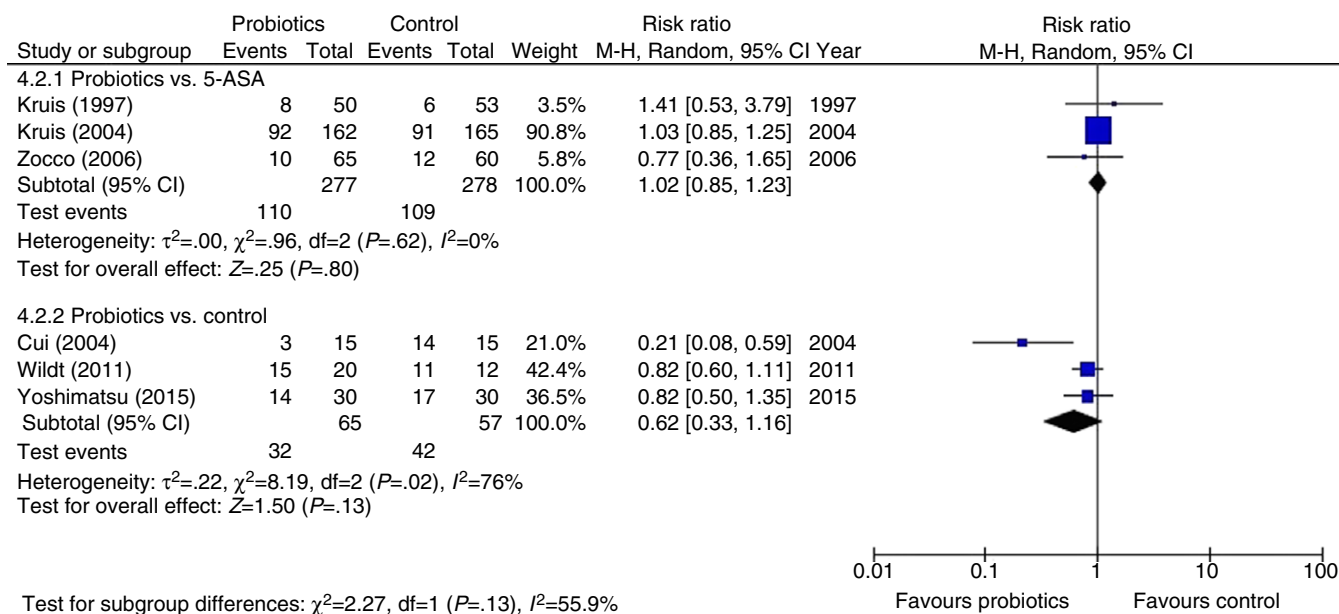 Probiotics Control Risk ratio Risk ratio
Study or subgroup Events Total Events Total Weight M-H, Random, 95% CI Year M-H, Random, 95% CI
4.2.1 Probiotics vs. 5-ASA
Kruis (1997) 8 50 6 53 3.5% 1.41 [0.53, 3.79] 1997
Kruis (2004) 92 162 91 165 90.8% 1.03 [0.85, 1.25] 2004
Zocco (2006) 10 65 12 60 5.8% 0.77 [0.36, 1.65] 2006
Subtotal (95% CI) 277 278 100.0% 1.02 [0.85, 1.23]
Test events 110 109
Heterogeneity: τ²=.00, χ²=.96, df=2 (P=.62), I²=0%
Test for overall effect: Z=.25 (P=.80)
4.2.2 Probiotics vs. control
Cui (2004) 3 15 14 15 21.0% 0.21 [0.08, 0.59] 2004
Wildt (2011) 15 20 11 12 42.4% 0.82 [0.60, 1.11] 2011
Yoshimatsu (2015) 14 30 17 30 36.5% 0.82 [0.50, 1.35] 2015
Subtotal (95% CI) 65 57 100.0% 0.62 [0.33, 1.16]
Test events 32 42
Heterogeneity: τ²=.22, χ²=8.19, df=2 (P=.02), I²=76%
Test for overall effect: Z=1.50 (P=.13)
0.01 0.1 1 10 100
Test for subgroup differences: χ²=2.27, df=1 (P=.13), I²=55.9% Favours probiotics Favours control